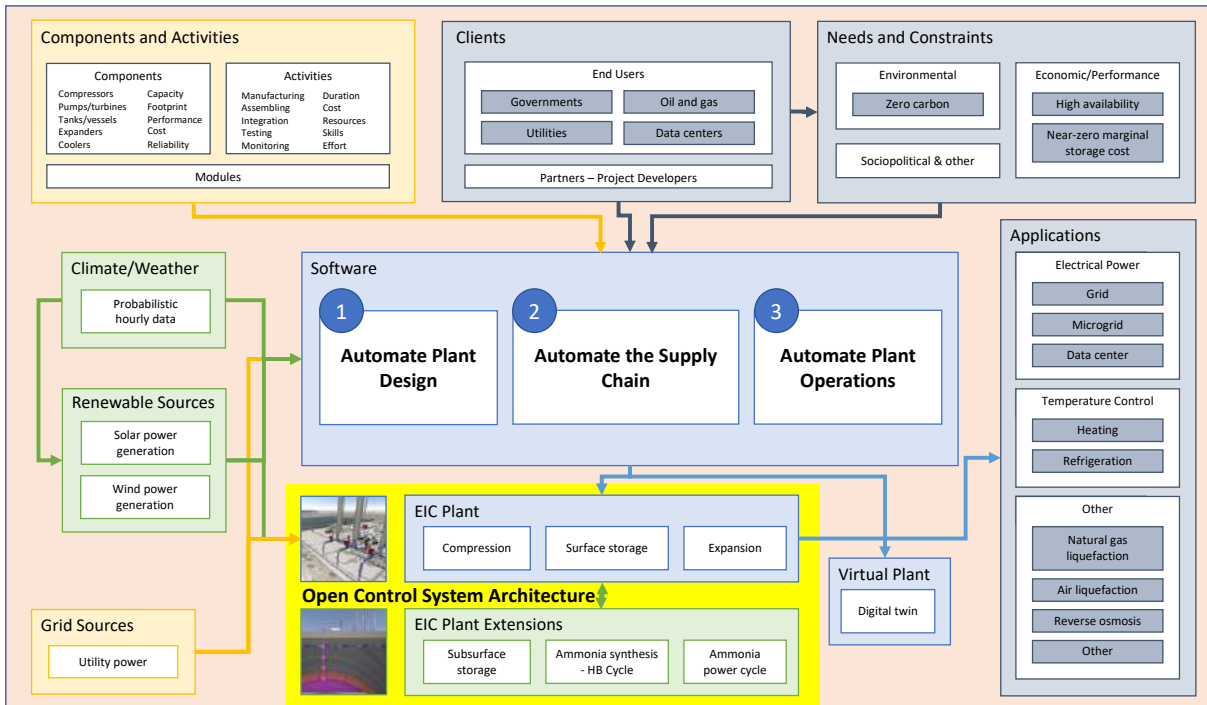 Components and Activities
Components
Compressors
Pumps/turbines
Tanks/vessels
Expanders
Coolers
Capacity
Footprint
Performance
Cost
Reliability
Activities
Manufacturing
Assembling
Integration
Testing
Monitoring
Duration
Cost
Resources
Skills
Effort
Modules
Clients
End Users
Governments
Oil and gas
Utilities
Data centers
Partners – Project Developers
Needs and Constraints
Environmental
Zero carbon
Sociopolitical & other
Economic/Performance
High availability
Near-zero marginal
storage cost
Climate/Weather
Probabilistic
hourly data
Renewable Sources
Solar power
generation
Wind power
generation
Grid Sources
Utility power
Software
1
Automate Plant
Design
2
Automate the Supply
Chain
3
Automate Plant
Operations
EIC Plant
Compression
Surface storage
Expansion
Open Control System Architecture
EIC Plant Extensions
Subsurface
storage
Ammonia synthesis
- HB Cycle
Ammonia
power cycle
Virtual Plant
Digital twin
Applications
Electrical Power
Grid
Microgrid
Data center
Temperature Control
Heating
Refrigeration
Other
Natural gas
liquefaction
Air liquefaction
Reverse osmosis
Other